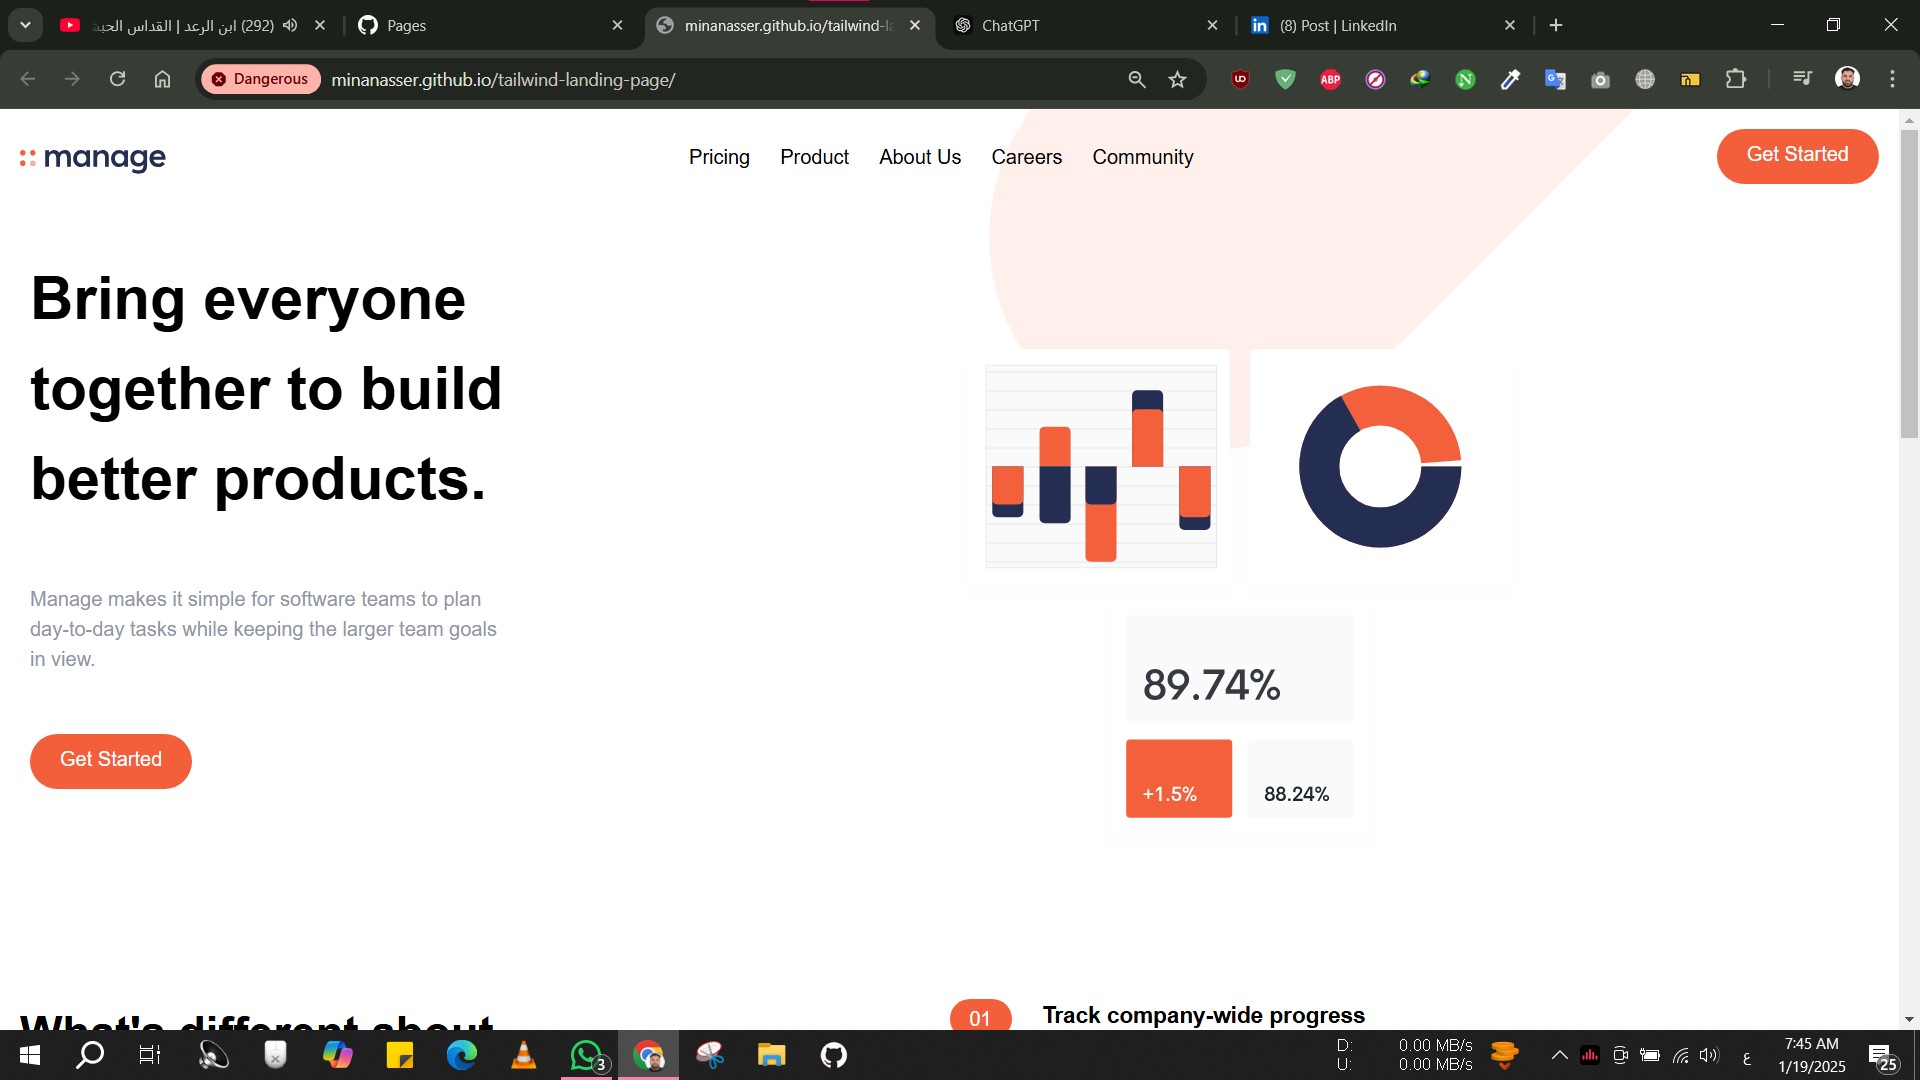 (292) ابن الرعد | القداس الحبش
Pages
minanasser.github.io/tailwind-la
ChatGPT
(8) Post | LinkedIn
Dangerous
minanasser.github.io/tailwind-landing-page/
manage
Pricing
Product
About Us
Careers
Community
Get Started
Bring everyone
together to build
better products.
Manage makes it simple for software teams to plan
day-to-day tasks while keeping the larger team goals
in view.
Get Started
89.74%
+1.5%
88.24%
What's different about
01
Track company-wide progress
3
D: 0.00 MB/s
U: 0.00 MB/s
ع
7:45 AM
1/19/2025
25